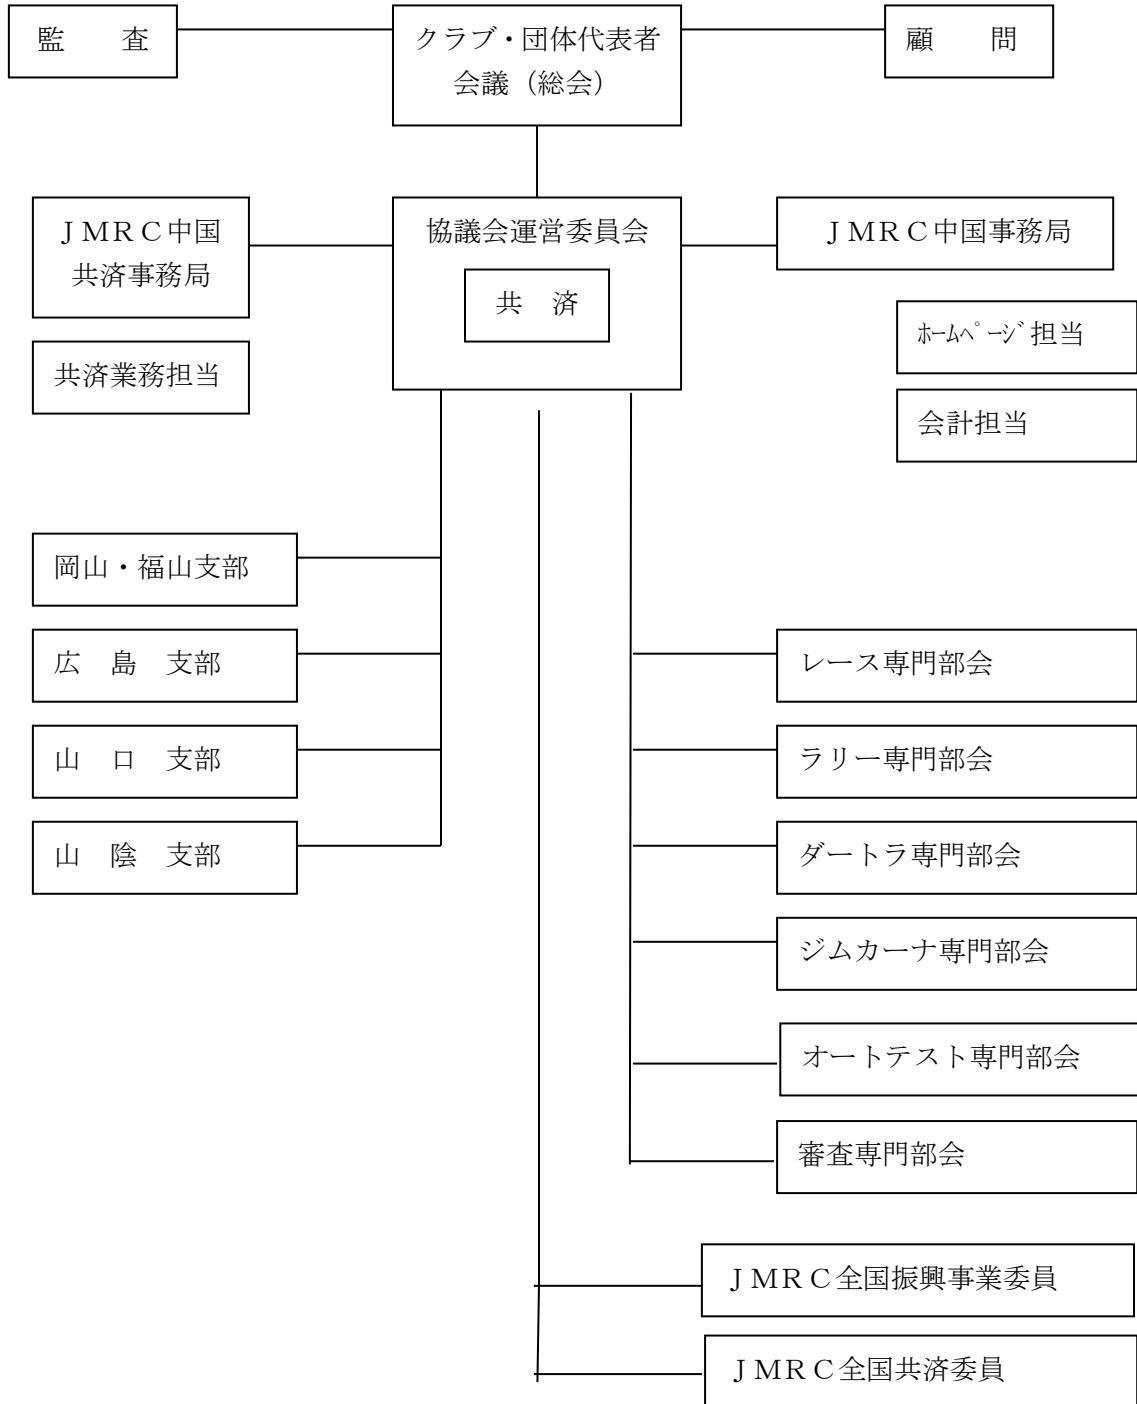 監　　査
クラブ・団体代表者
会議（総会）
顧　　問
ＪＭＲＣ中国
共済事務局
協議会運営委員会
共　済
ＪＭＲＣ中国事務局
ﾎｰﾑﾍﾟｰｼﾞ担当
共済業務担当
会計担当
岡山・福山支部
広　島　支部
山　口　支部
山　陰　支部
レース専門部会
ラリー専門部会
ダートラ専門部会
ジムカーナ専門部会
オートテスト専門部会
審査専門部会
ＪＭＲＣ全国振興事業委員
ＪＭＲＣ全国共済委員